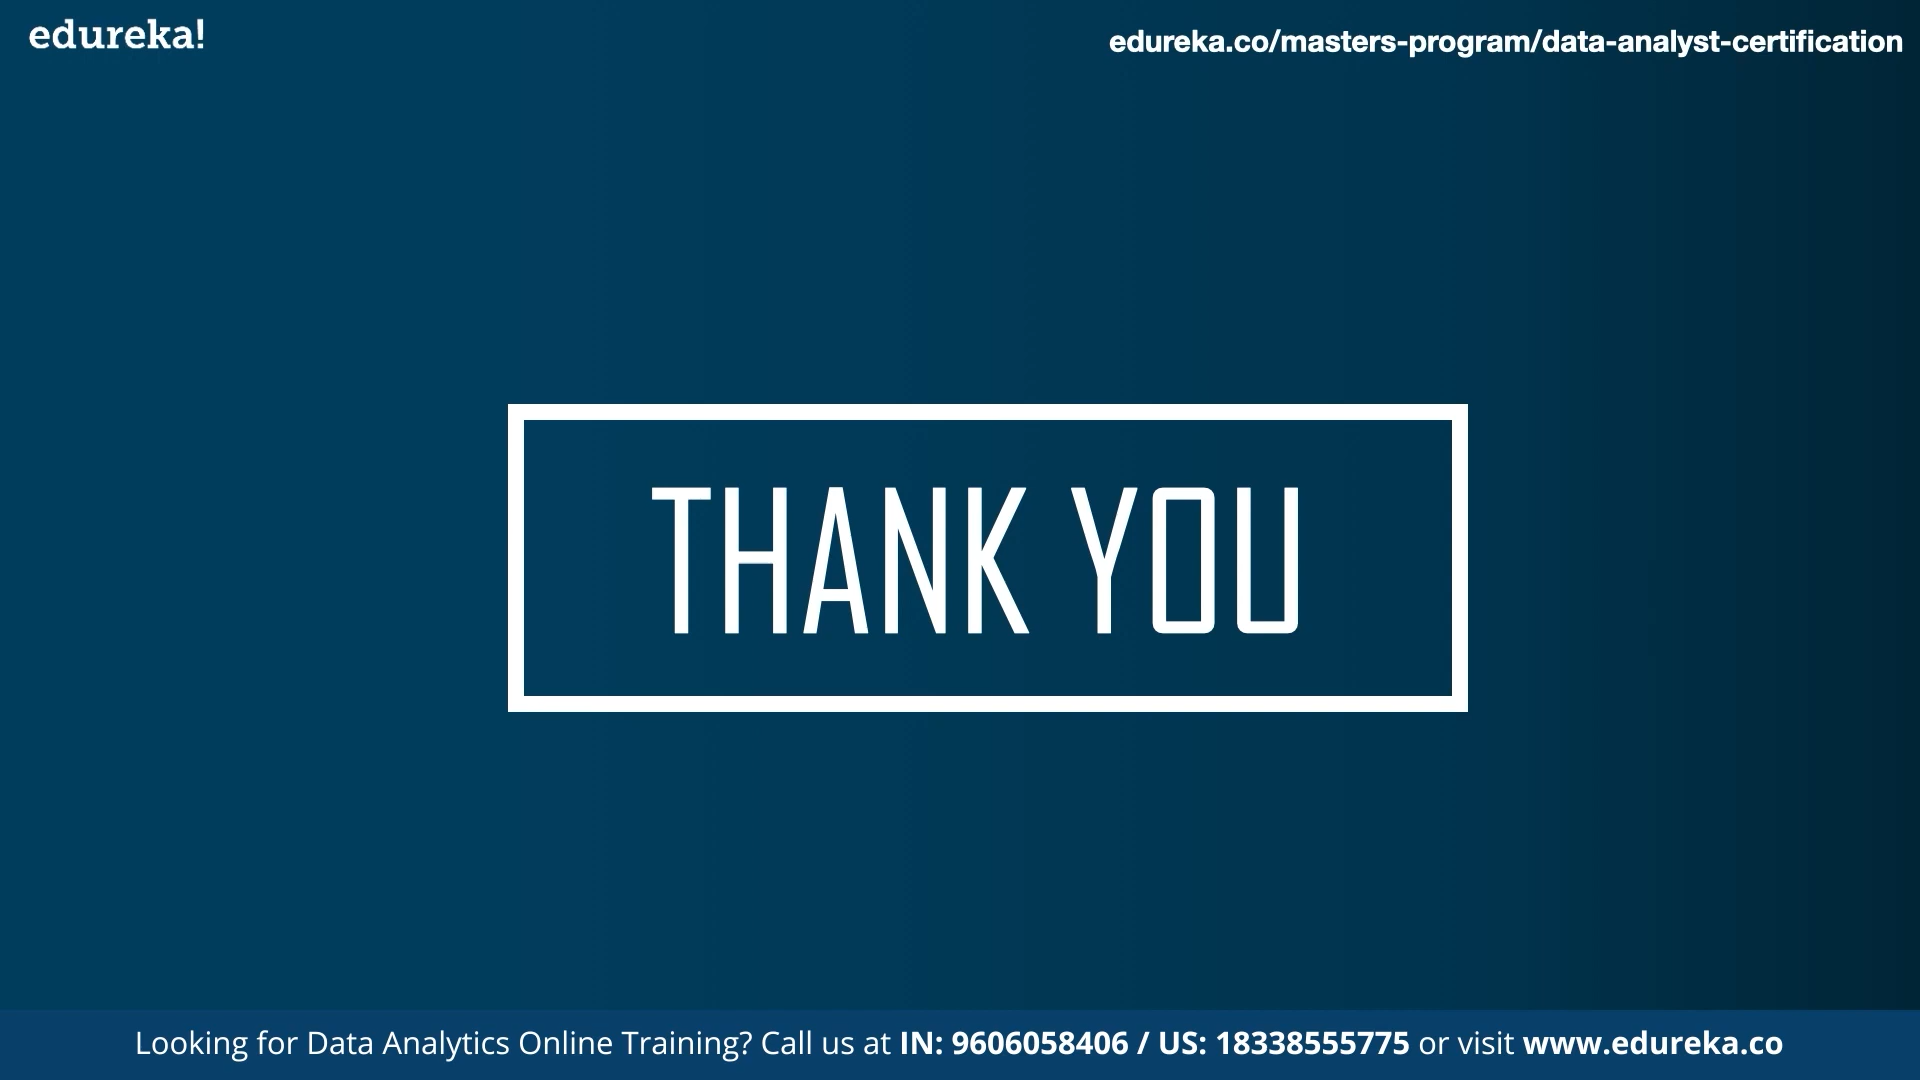 edureka!
edureka.co/masters-program/data-analyst-certification
THANK YOU
Looking for Data Analytics Online Training? Call us at IN: 9606058406 / US: 18338555775 or visit www.edureka.co